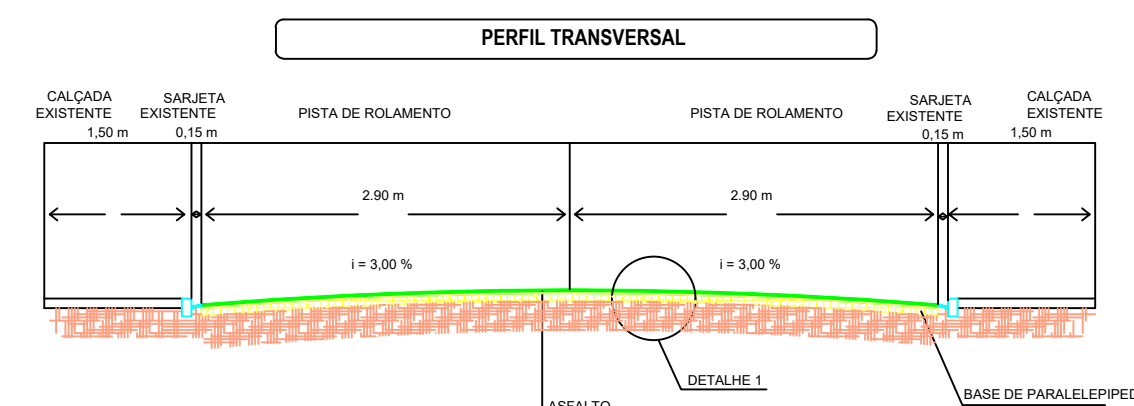 PERFIL TRANSVERSAL
CALÇADA
EXISTENTE
1,50 m
SARJETA
EXISTENTE
0,15 m
PISTA DE ROLAMENTO
PISTA DE ROLAMENTO
SARJETA
EXISTENTE
0,15 m
CALÇADA
EXISTENTE
1,50 m
2.90 m
2.90 m
i = 3,00 %
i = 3,00 %
DETALHE 1
BASE DE PARALELEPIPED
ASFALTO